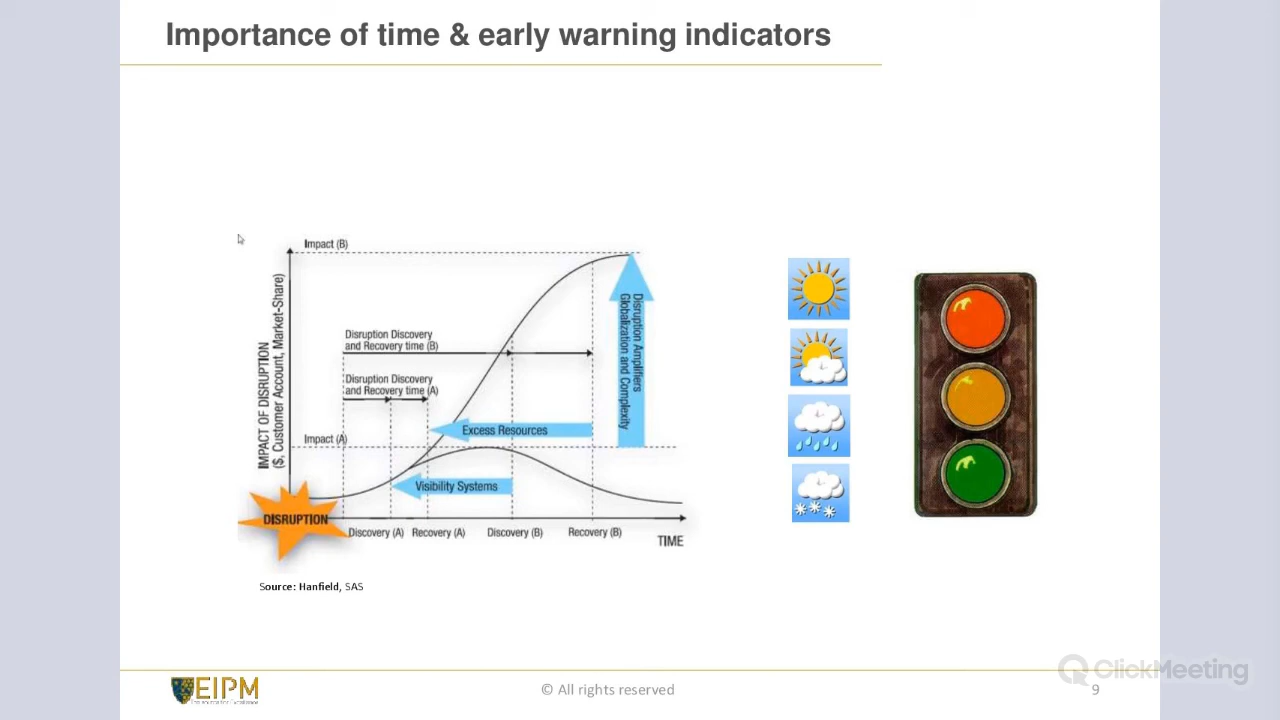 Importance of time & early warning indicators
Impact (B)
IMPACT OF DISRUPTION
($, Customer Account, Market-Share)
Disruption Discovery
and Recovery time (B)
Disruption Discovery
and Recovery time (A)
Impact (A)
Excess Resources
Visibility Systems
Disruption Amplifiers
Globalization and Complexity
DISRUPTION
Discovery (A)
Recovery (A)
Discovery (B)
Recovery (B)
TIME
Source: Hanfield, SAS
EIPM
© All rights reserved
9
ClickMeeting